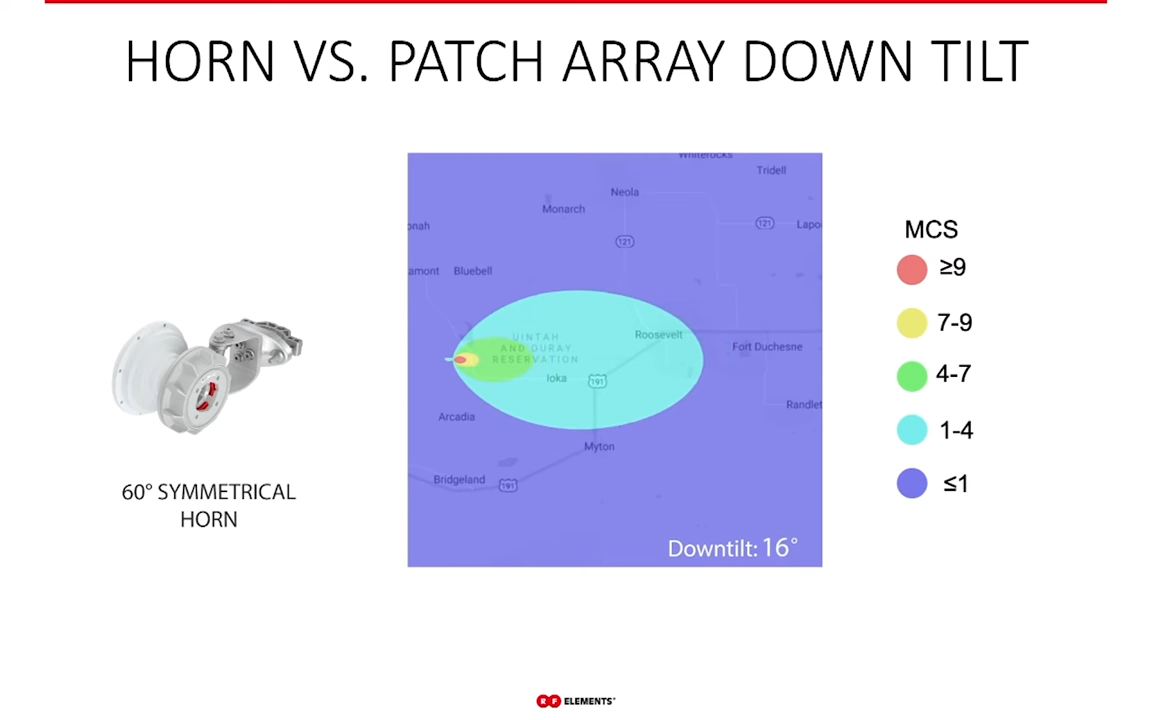 HORN VS. PATCH ARRAY DOWN TILT
Whiterocks
Tridell
Neola
Monarch
121
Lapo
onah
121
amont
Bluebell
MCS
≥9
7-9
4-7
1-4
≤1
UINTAH
AND OURAY
RESERVATION
Roosevelt
Fort Duchesne
Ioka
191
Arcadia
Randlet
Myton
Bridgeland
191
60° SYMMETRICAL
HORN
Downtilt: 16°
RF ELEMENTS